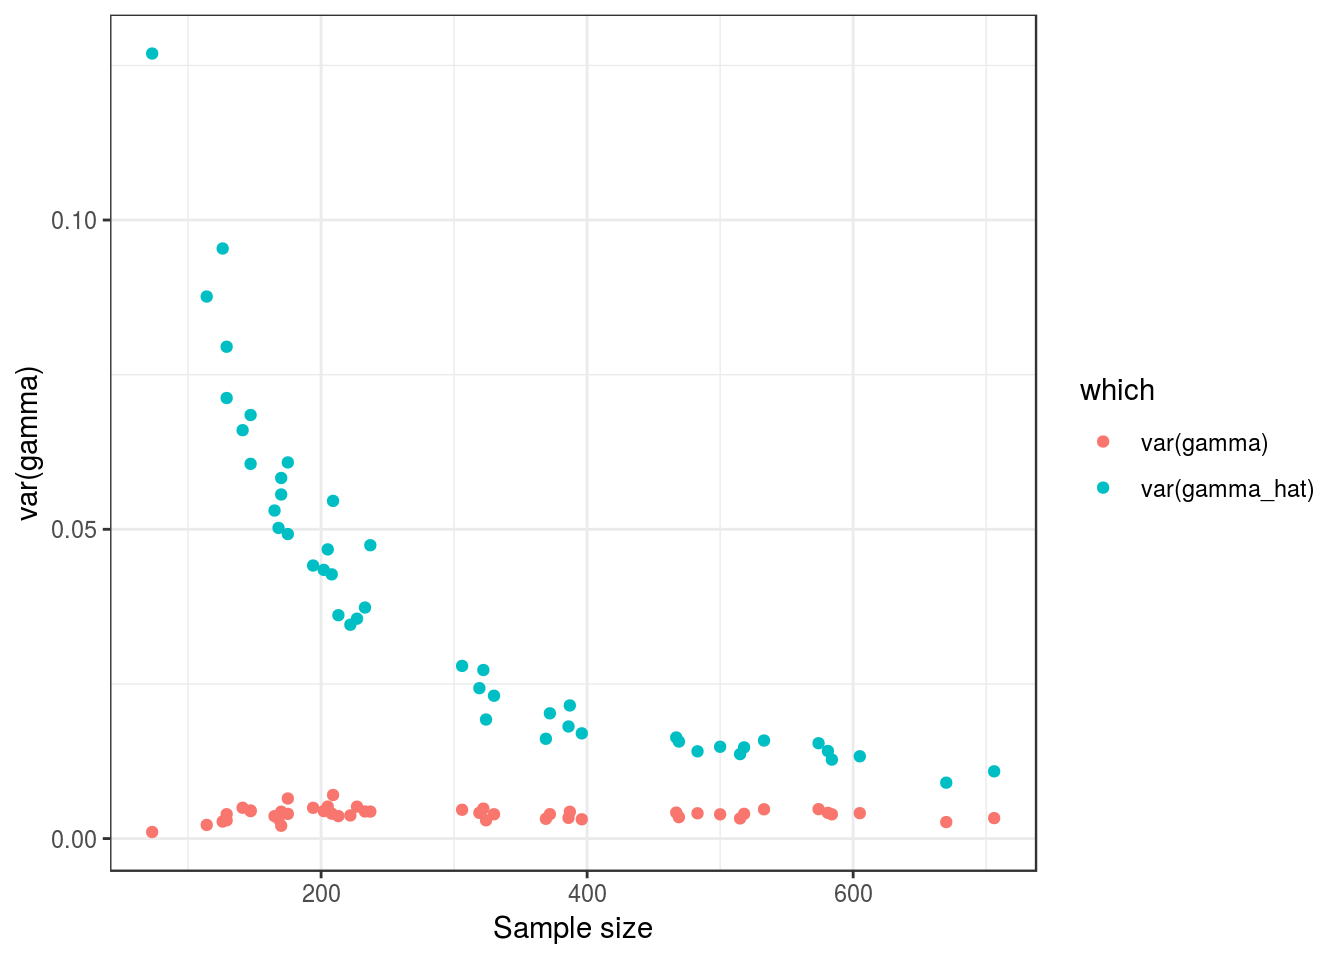 var(gamma)
0.10
0.05
0.00
200
400
600
Sample size
which
var(gamma)
var(gamma_hat)